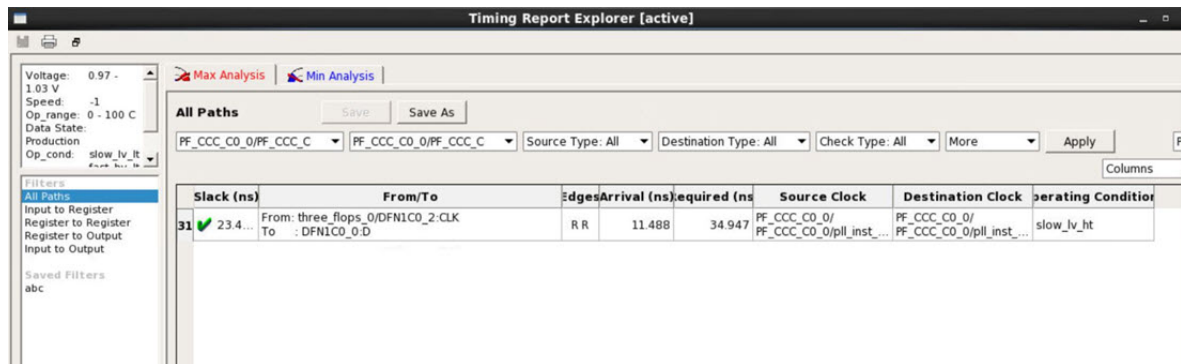 Timing Report Explorer [active]
Voltage: 0.97 -
1.03 V
Speed: -1
Op_range: 0 - 100 C
Data State:
Production
Op_cond: slow_lv_lt
Max Analysis
Min Analysis
All Paths
Save
Save As
PF_CCC_C0_0/PF_CCC_C
PF_CCC_C0_0/PF_CCC_C
Source Type: All
Destination Type: All
Check Type: All
More
Apply
Columns
Filters
All Paths
Input to Register
Register to Register
Register to Output
Input to Output
Saved Filters
abc
Slack (ns)
From/To
Edges
Arrival (ns)
equired (ns
Source Clock
Destination Clock
perating Condition
31
23.4...
From: three_flops_0/DFN1C0_2:CLK
To : DFN1C0_0:D
R R
11.488
34.947
PF_CCC_C0_0/
PF_CCC_C0_0/pll_inst_...
PF_CCC_C0_0/
PF_CCC_C0_0/pll_inst_...
slow_lv_ht